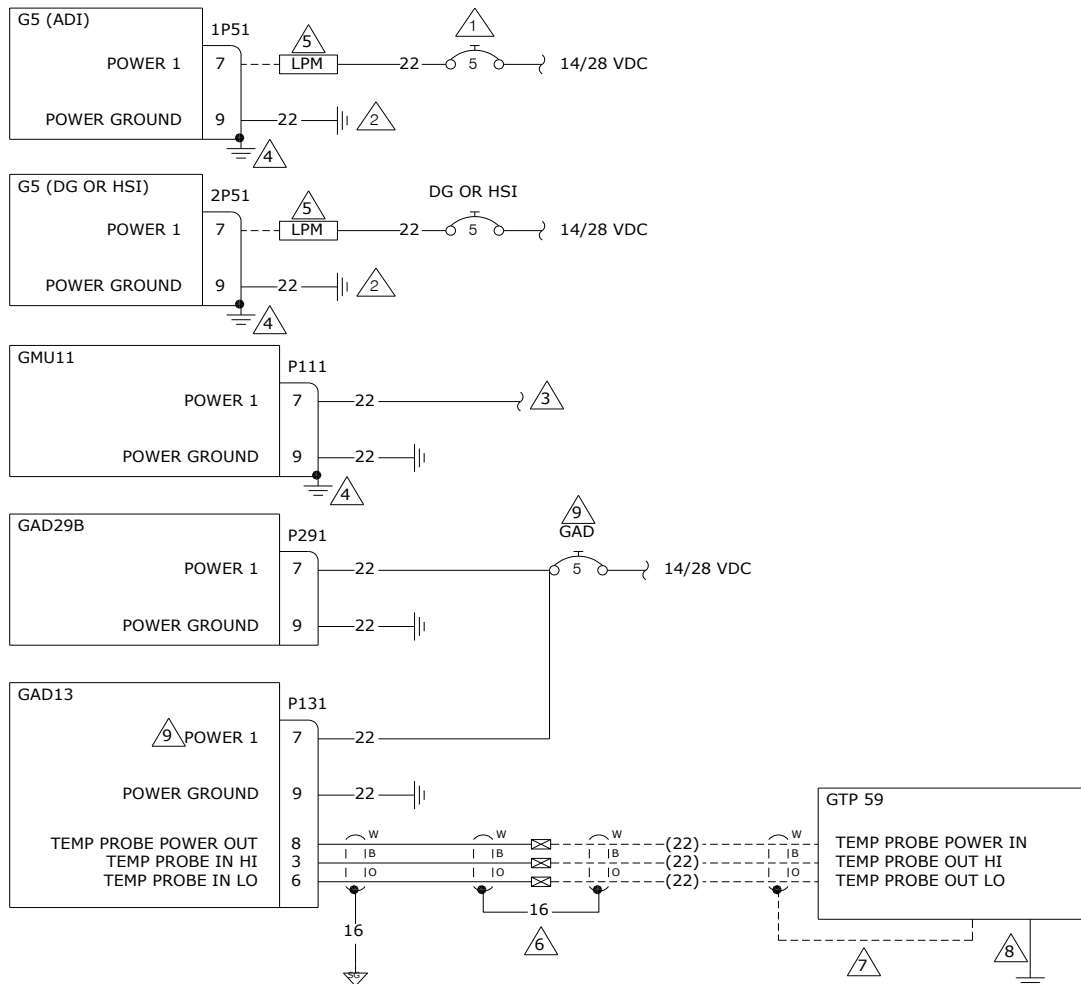 G5 (ADI)
1P51
POWER 1 7 5 LPM 22 1 5 14/28 VDC
POWER GROUND 9 22 2
4
G5 (DG OR HSI)
2P51
DG OR HSI
POWER 1 7 5 LPM 22 5 14/28 VDC
POWER GROUND 9 22 2
4
GMU11
P111
POWER 1 7 22 3
POWER GROUND 9 22
4
GAD29B
P291
9
GAD
POWER 1 7 22 5 14/28 VDC
POWER GROUND 9 22
GAD13
P131
9 POWER 1 7 22
POWER GROUND 9 22
GTP 59
TEMP PROBE POWER OUT 8 W W W (22) W TEMP PROBE POWER IN
TEMP PROBE IN HI 3 B B B (22) B TEMP PROBE OUT HI
TEMP PROBE IN LO 6 O O O (22) O TEMP PROBE OUT LO
16
16
6
7
8
SG